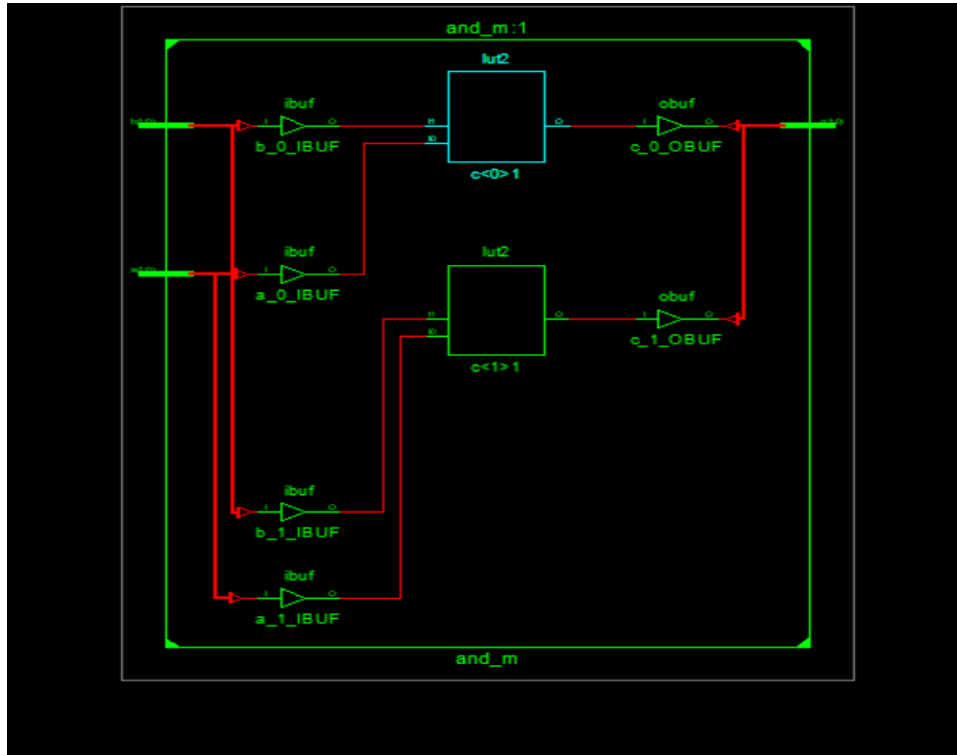 and_m:1
lut2
ibuf
obuf
I
O
I
O
b_0_IBUF
c_0_OBUF
c<0>1
ibuf
lut2
I
O
a_0_IBUF
obuf
O
I
O
c_1_OBUF
c<1>1
ibuf
I
O
b_1_IBUF
ibuf
I
O
a_1_IBUF
and_m